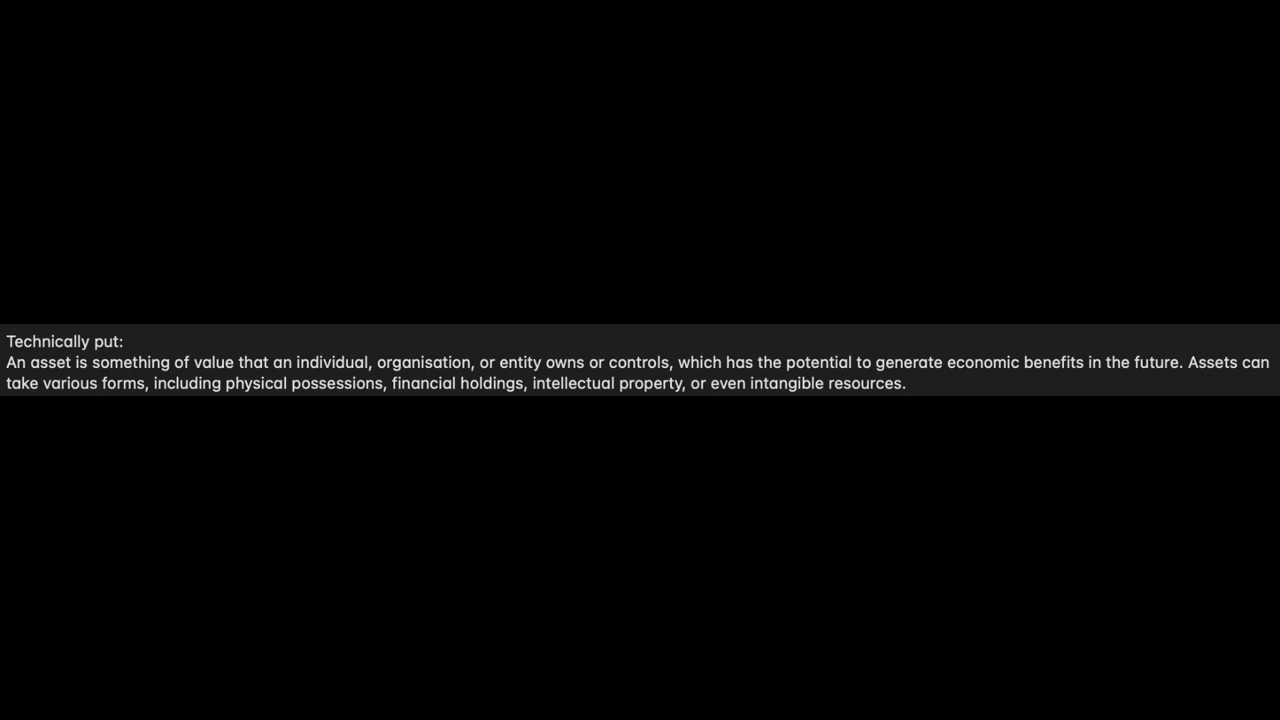 Technically put:
An asset is something of value that an individual, organisation, or entity owns or controls, which has the potential to generate economic benefits in the future. Assets can
take various forms, including physical possessions, financial holdings, intellectual property, or even intangible resources.